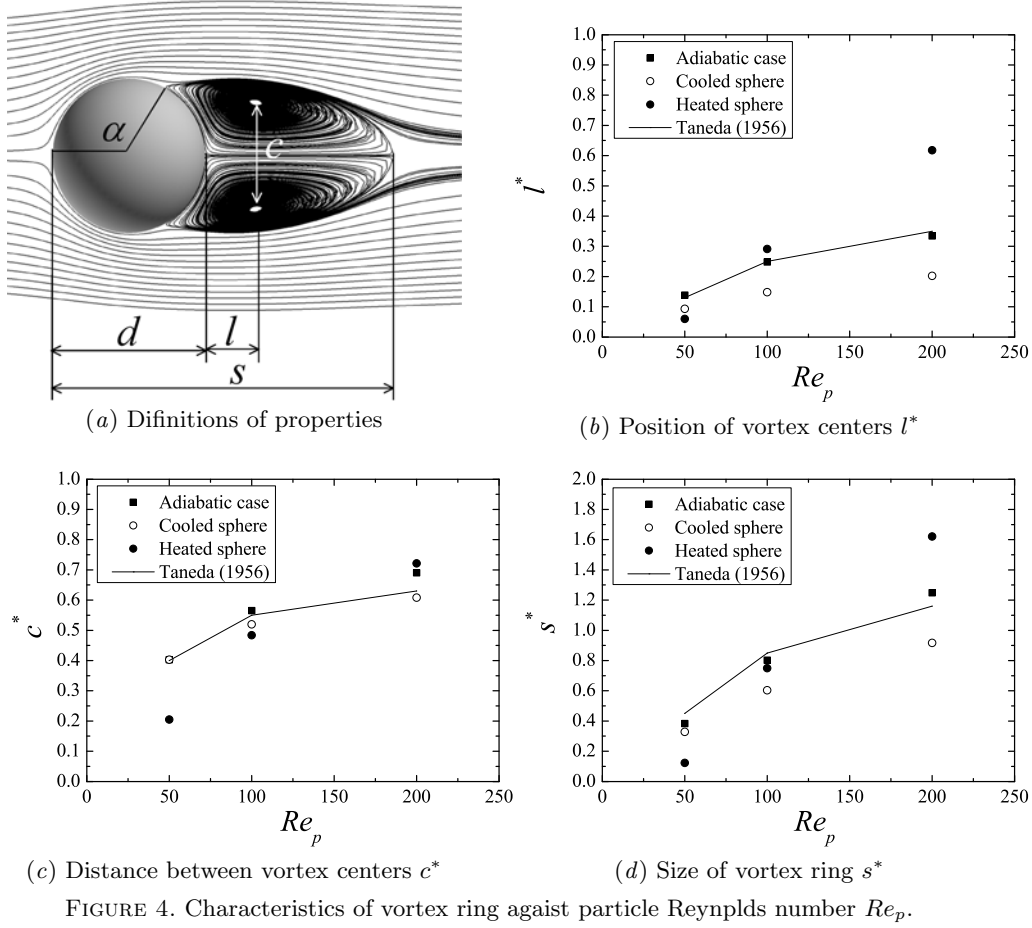 α
c
d
l
s
(a) Difinitions of properties
1.0
0.9
0.8
0.7
0.6
0.5
0.4
0.3
0.2
0.1
0.0
l*
Adiabatic case
Cooled sphere
Heated sphere
Taneda (1956)
0 50 100 150 200 250
Re_p
(b) Position of vortex centers l*
1.0
0.9
0.8
0.7
0.6
0.5
0.4
0.3
0.2
0.1
0.0
c*
Adiabatic case
Cooled sphere
Heated sphere
Taneda (1956)
0 50 100 150 200 250
Re_p
(c) Distance between vortex centers c*
2.0
1.8
1.6
1.4
1.2
1.0
0.8
0.6
0.4
0.2
0.0
s*
Adiabatic case
Cooled sphere
Heated sphere
Taneda (1956)
0 50 100 150 200 250
Re_p
(d) Size of vortex ring s*
FIGURE 4. Characteristics of vortex ring agaist particle Reynplds number Re_p.